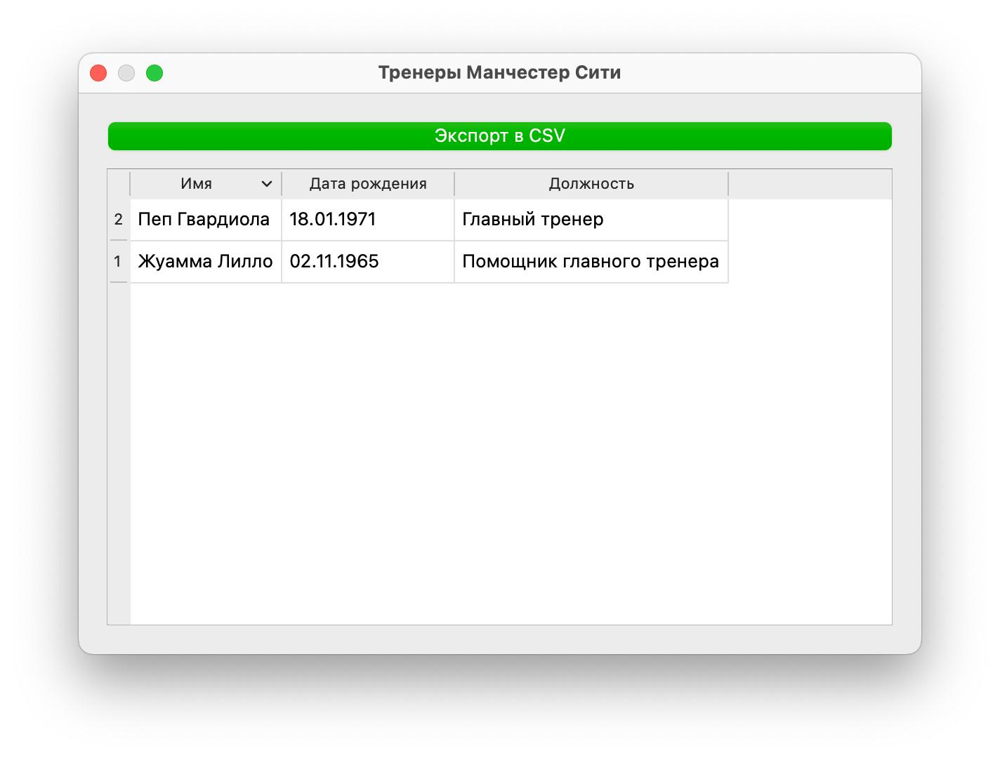 Тренеры Манчестер Сити
Экспорт в CSV
Имя Дата рождения Должность
2 Пеп Гвардиола 18.01.1971 Главный тренер
1 Жуамма Лилло 02.11.1965 Помощник главного тренера